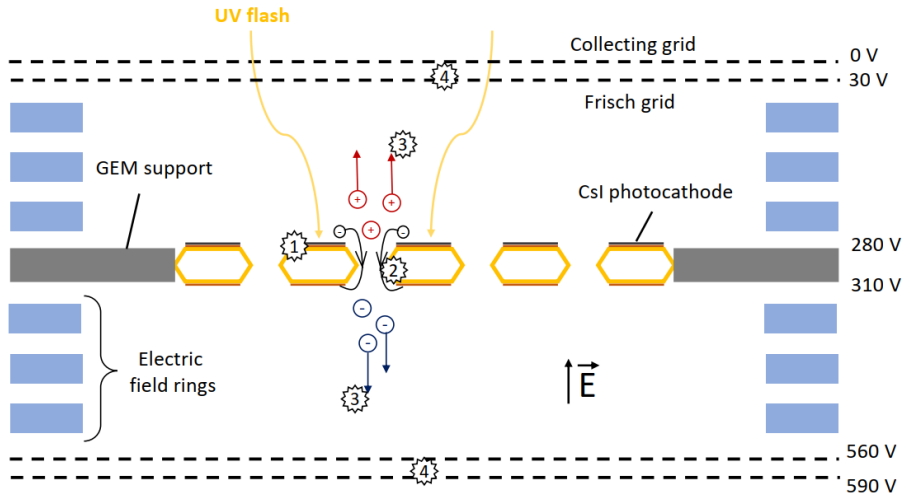 UV flash
Collecting grid
0 V
30 V
4
Frisch grid
3
GEM support
CsI photocathode
+
+
+
-
-
1
2
280 V
310 V
-
-
-
Electric
field rings
E
3
560 V
4
590 V